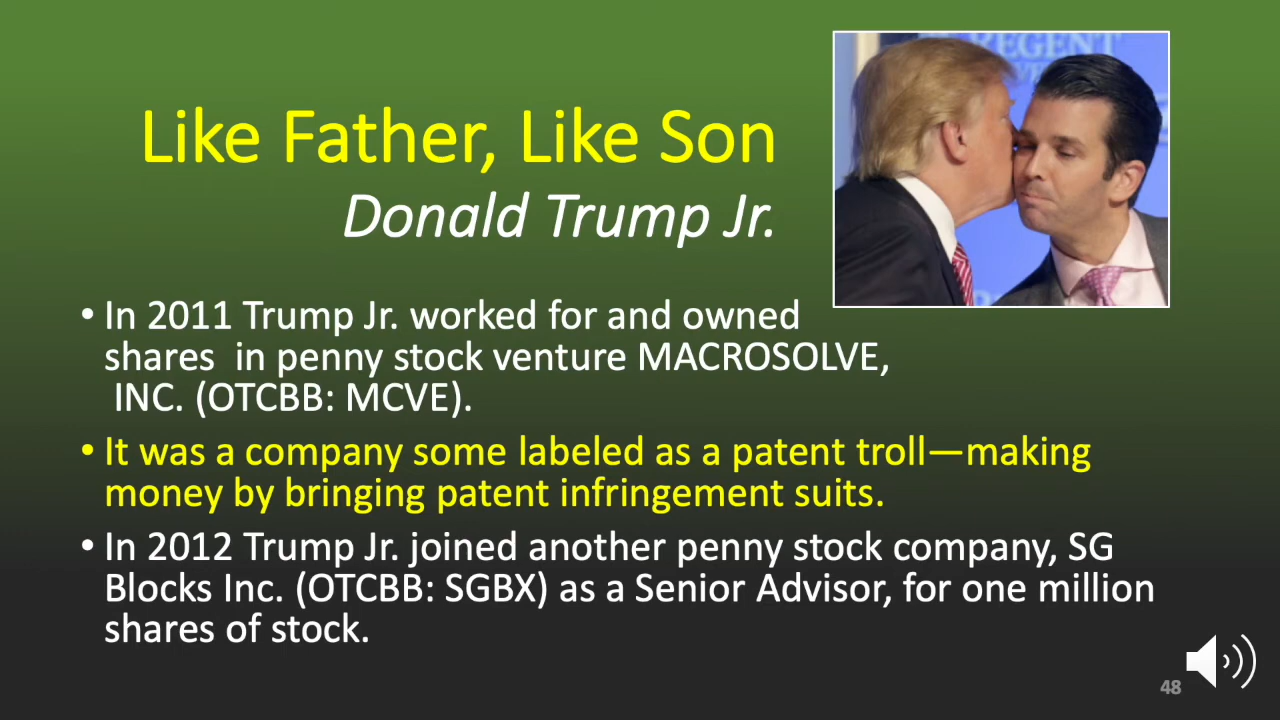 REGENT
Like Father, Like Son
Donald Trump Jr.
• In 2011 Trump Jr. worked for and owned
shares in penny stock venture MACROSOLVE,
INC. (OTCBB: MCVE).
• It was a company some labeled as a patent troll—making
money by bringing patent infringement suits.
• In 2012 Trump Jr. joined another penny stock company, SG
Blocks Inc. (OTCBB: SGBX) as a Senior Advisor, for one million
shares of stock.
48